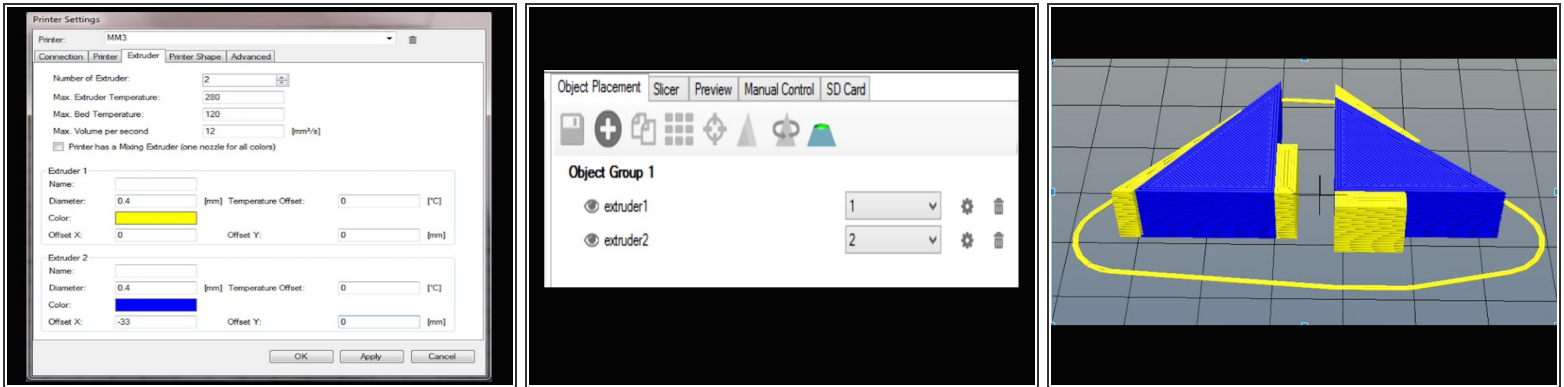 Printer Settings
Printer: MM3
Connection Printer Extruder Printer Shape Advanced
Number of Extruder: 2
Max. Extruder Temperature: 280
Max. Bed Temperature: 120
Max. Volume per second 12 [mm³/s]
Printer has a Mixing Extruder (one nozzle for all colors)
Extruder 1
Name:
Diameter: 0.4 [mm] Temperature Offset: 0 [°C]
Color:
Offset X: 0 Offset Y: 0 [mm]
Extruder 2
Name:
Diameter: 0.4 [mm] Temperature Offset: 0 [°C]
Color:
Offset X: -33 Offset Y: 0 [mm]
OK Apply Cancel
Object Placement Slicer Preview Manual Control SD Card
Object Group 1
extruder1 1
extruder2 2